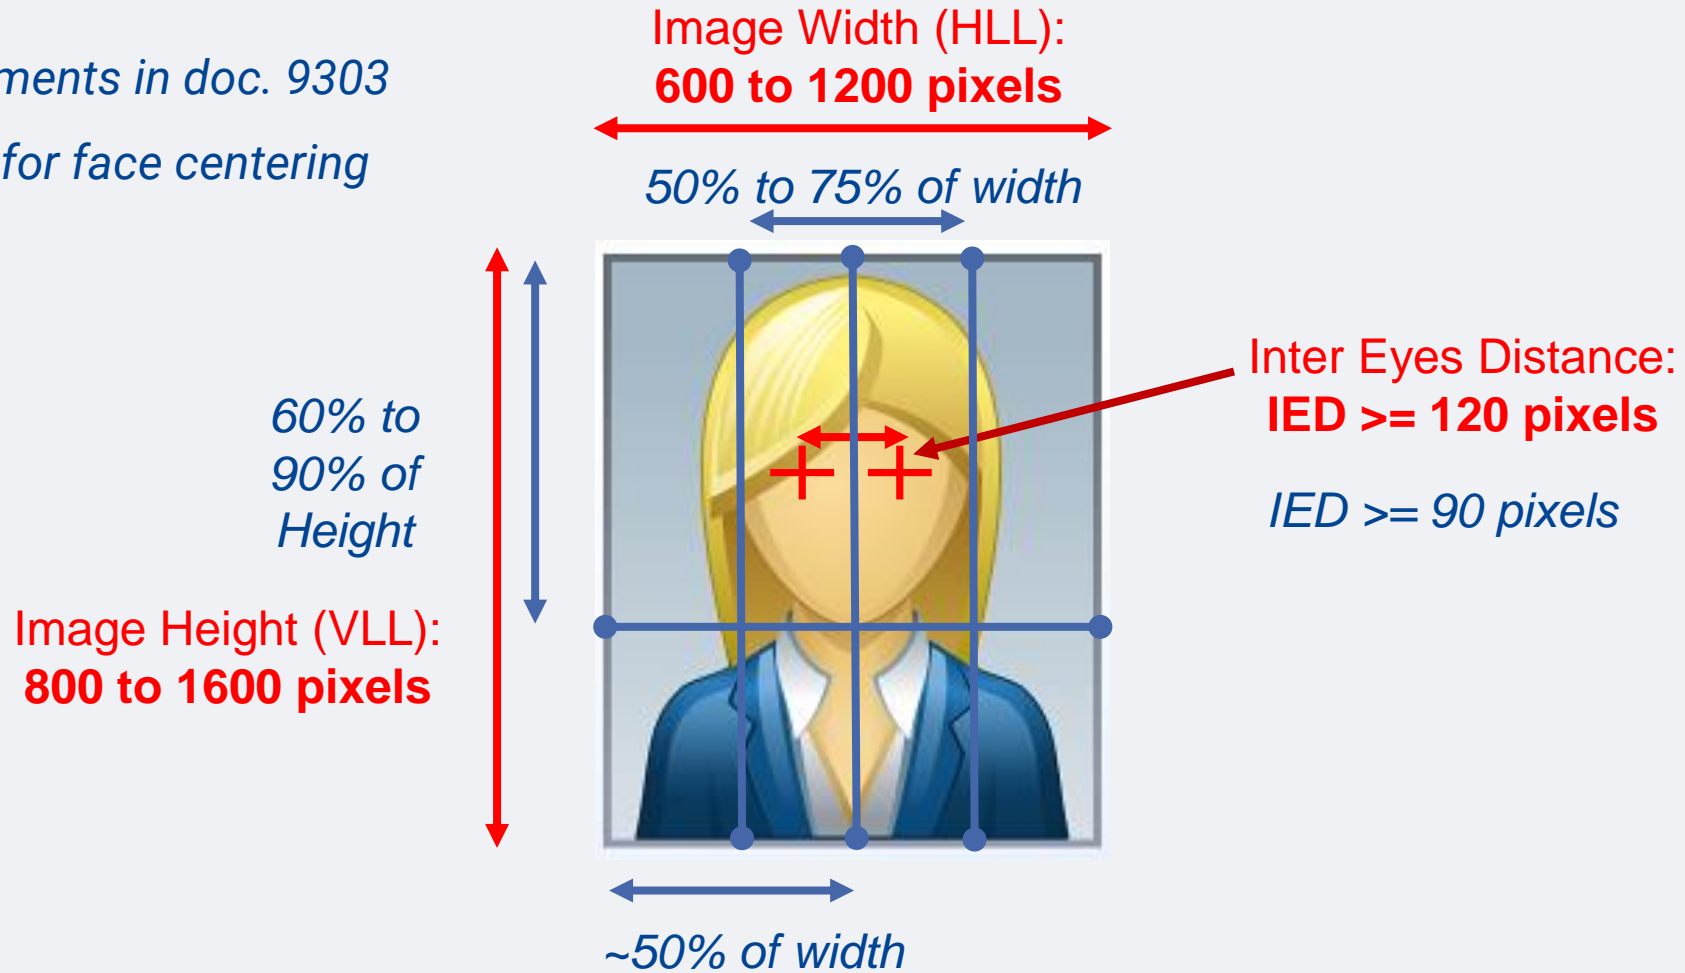 ments in doc. 9303
for face centering
Image Width (HLL):
600 to 1200 pixels
50% to 75% of width
60% to
90% of
Height
Image Height (VLL):
800 to 1600 pixels
Inter Eyes Distance:
IED >= 120 pixels
IED >= 90 pixels
~50% of width